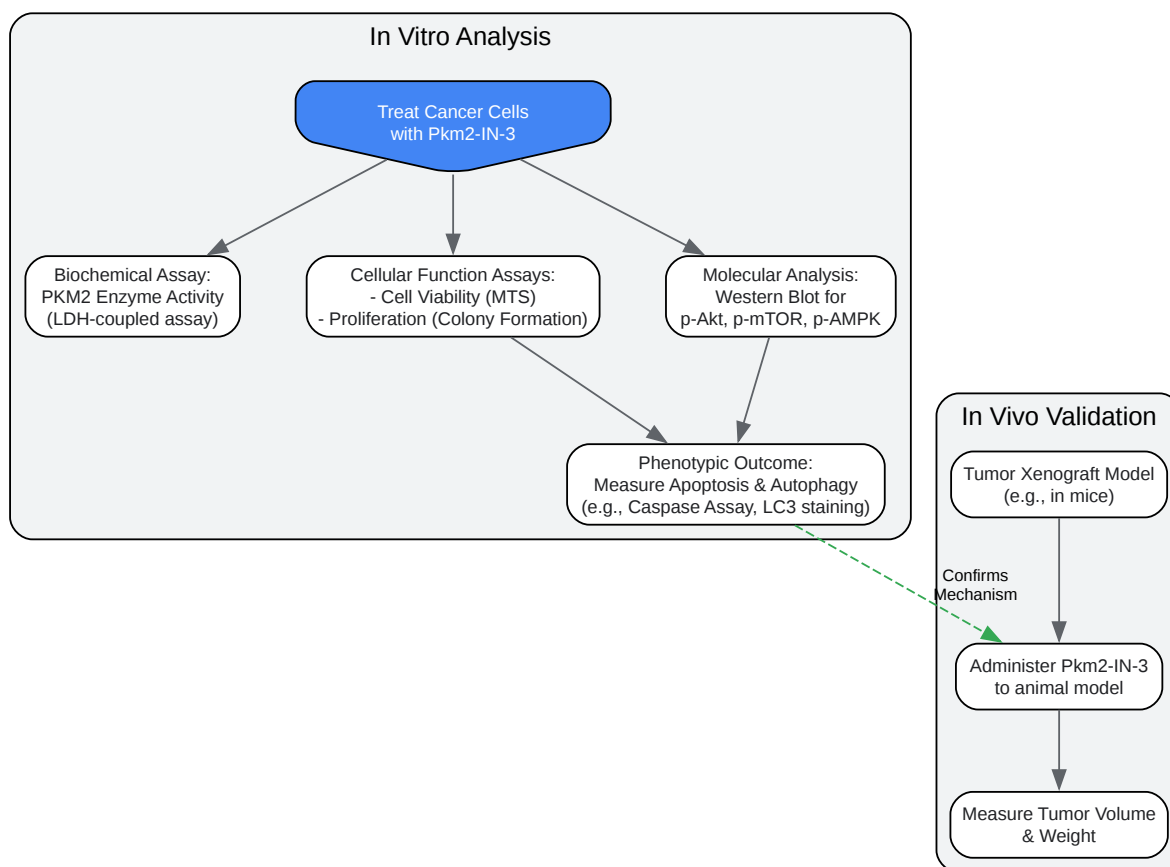 In Vitro Analysis
Treat Cancer Cells
with Pkm2-IN-3
Biochemical Assay:
PKM2 Enzyme Activity
(LDH-coupled assay)
Cellular Function Assays:
- Cell Viability (MTS)
- Proliferation (Colony Formation)
Molecular Analysis:
Western Blot for
p-Akt, p-mTOR, p-AMPK
Phenotypic Outcome:
Measure Apoptosis & Autophagy
(e.g., Caspase Assay, LC3 staining)
In Vivo Validation
Tumor Xenograft Model
(e.g., in mice)
Confirms
Mechanism
Administer Pkm2-IN-3
to animal model
Measure Tumor Volume
& Weight